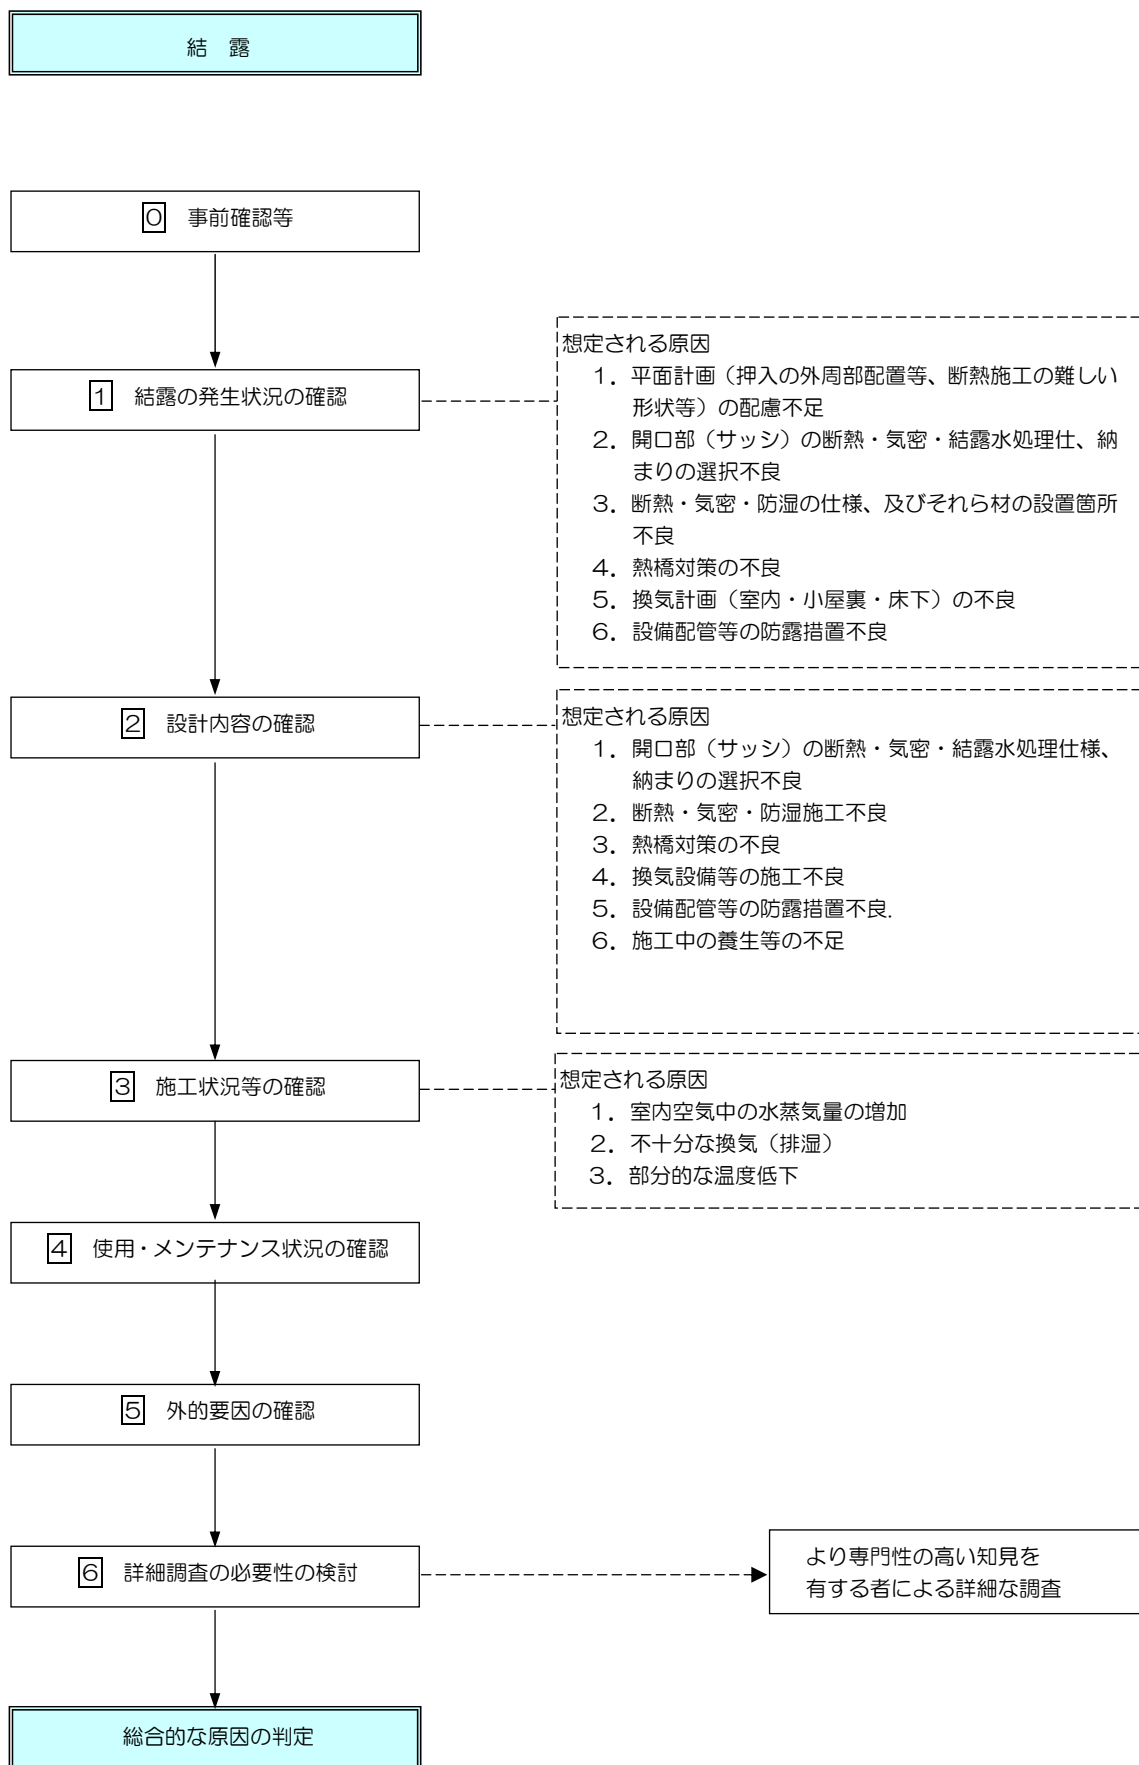 結　露
0　事前確認等
1　結露の発生状況の確認
想定される原因
1．平面計画（押入の外周部配置等、断熱施工の難しい
形状等）の配慮不足
2．開口部（サッシ）の断熱・気密・結露水処理仕、納
まりの選択不良
3．断熱・気密・防湿の仕様、及びそれら材の設置箇所
不良
4．熱橋対策の不良
5．換気計画（室内・小屋裏・床下）の不良
6．設備配管等の防露措置不良
2　設計内容の確認
想定される原因
1．開口部（サッシ）の断熱・気密・結露水処理仕様、
納まりの選択不良
2．断熱・気密・防湿施工不良
3．熱橋対策の不良
4．換気設備等の施工不良
5．設備配管等の防露措置不良.
6．施工中の養生等の不足
3　施工状況等の確認
想定される原因
1．室内空気中の水蒸気量の増加
2．不十分な換気（排湿）
3．部分的な温度低下
4　使用・メンテナンス状況の確認
5　外的要因の確認
6　詳細調査の必要性の検討
より専門性の高い知見を
有する者による詳細な調査
総合的な原因の判定